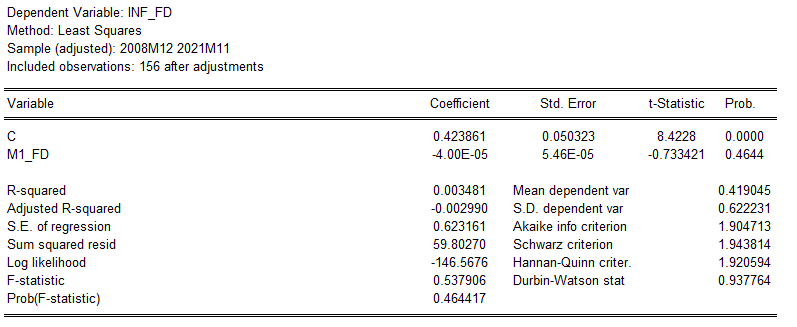 Dependent Variable: INF_FD
Method: Least Squares
Sample (adjusted): 2008M12 2021M11
Included observations: 156 after adjustments
Variable Coefficient Std. Error t-Statistic Prob.
C 0.423861 0.050323 8.4228 0.0000
M1_FD -4.00E-05 5.46E-05 -0.733421 0.4644
R-squared 0.003481 Mean dependent var 0.419045
Adjusted R-squared -0.002990 S.D. dependent var 0.622231
S.E. of regression 0.623161 Akaike info criterion 1.904713
Sum squared resid 59.80270 Schwarz criterion 1.943814
Log likelihood -146.5676 Hannan-Quinn criter. 1.920594
F-statistic 0.537906 Durbin-Watson stat 0.937764
Prob(F-statistic) 0.464417